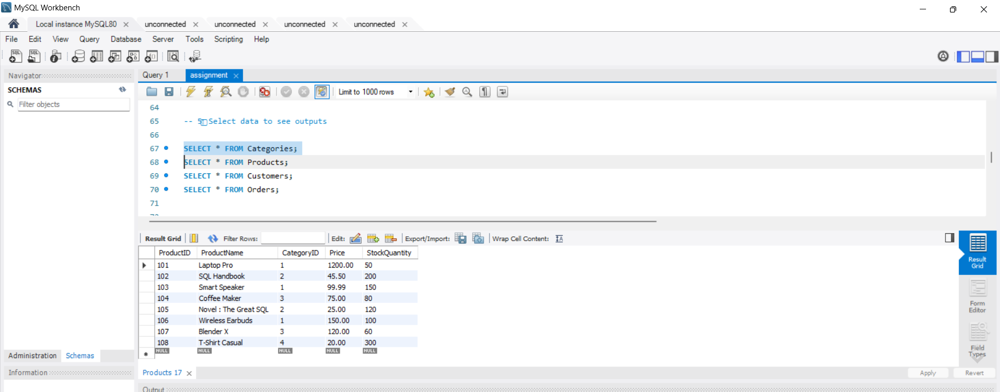 MySQL Workbench
Local instance MySQL80 unconnected unconnected unconnected unconnected
File Edit View Query Database Server Tools Scripting Help
Navigator
SCHEMAS
Filter objects
Query 1 assignment
Limit to 1000 rows
64
65 -- 5 Select data to see outputs
66
67 SELECT * FROM Categories;
68 SELECT * FROM Products;
69 SELECT * FROM Customers;
70 SELECT * FROM Orders;
71
Result Grid Filter Rows: Edit: Export/Import: Wrap Cell Content:
ProductID ProductName CategoryID Price StockQuantity
101 Laptop Pro 1 1200.00 50
102 SQL Handbook 2 45.50 200
103 Smart Speaker 1 99.99 150
104 Coffee Maker 3 75.00 80
105 Novel : The Great SQL 2 25.00 120
106 Wireless Earbuds 1 150.00 100
107 Blender X 3 120.00 60
108 T-Shirt Casual 4 20.00 300
NULL NULL NULL NULL NULL
Result
Grid
Form
Editor
Field
Types
Administration Schemas
Information
Products 17
Apply Revert
Output